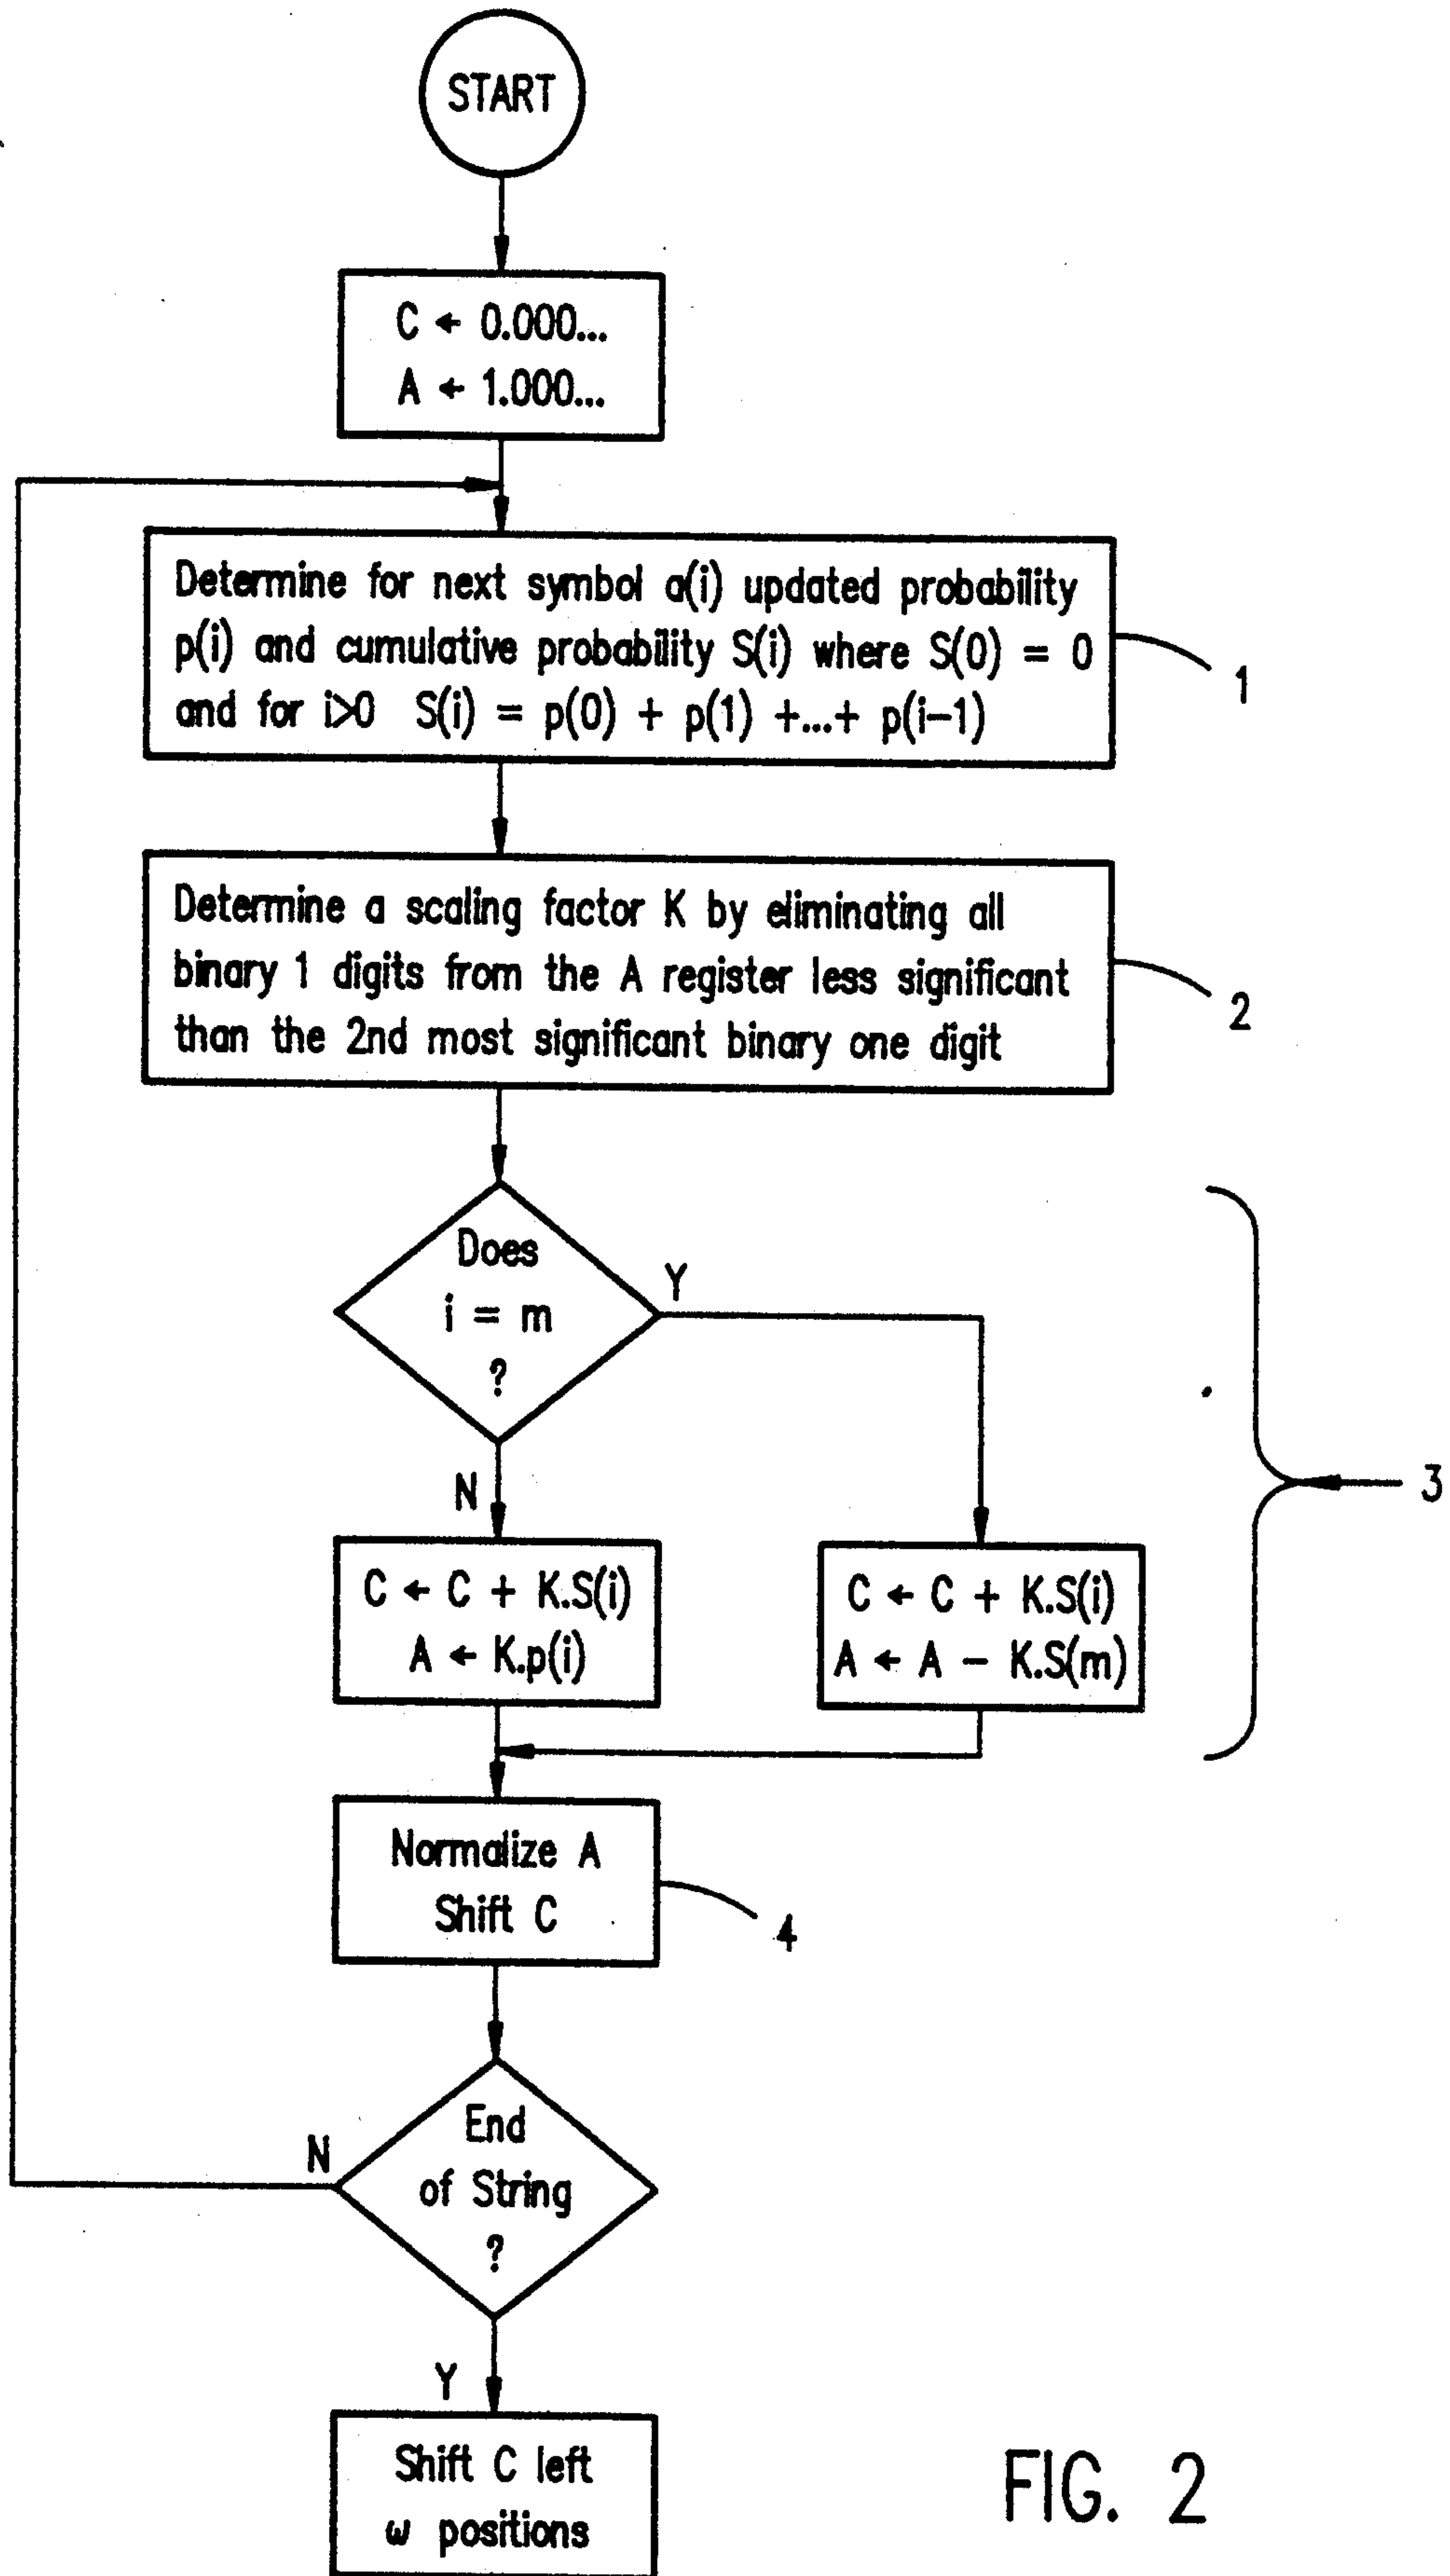 START
C ← 0.000...
A ← 1.000...
Determine for next symbol a(i) updated probability
p(i) and cumulative probability S(i) where S(0) = 0
and for i>0 S(i) = p(0) + p(1) +...+ p(i-1)
1
Determine a scaling factor K by eliminating all
binary 1 digits from the A register less significant
than the 2nd most significant binary one digit
2
Does
i = m
?
Y
N
3
C ← C + K.S(i)
A ← K.p(i)
C ← C + K.S(i)
A ← A - K.S(m)
Normalize A
Shift C
4
End
of String
?
N
Y
Shift C left
ω positions
FIG. 2